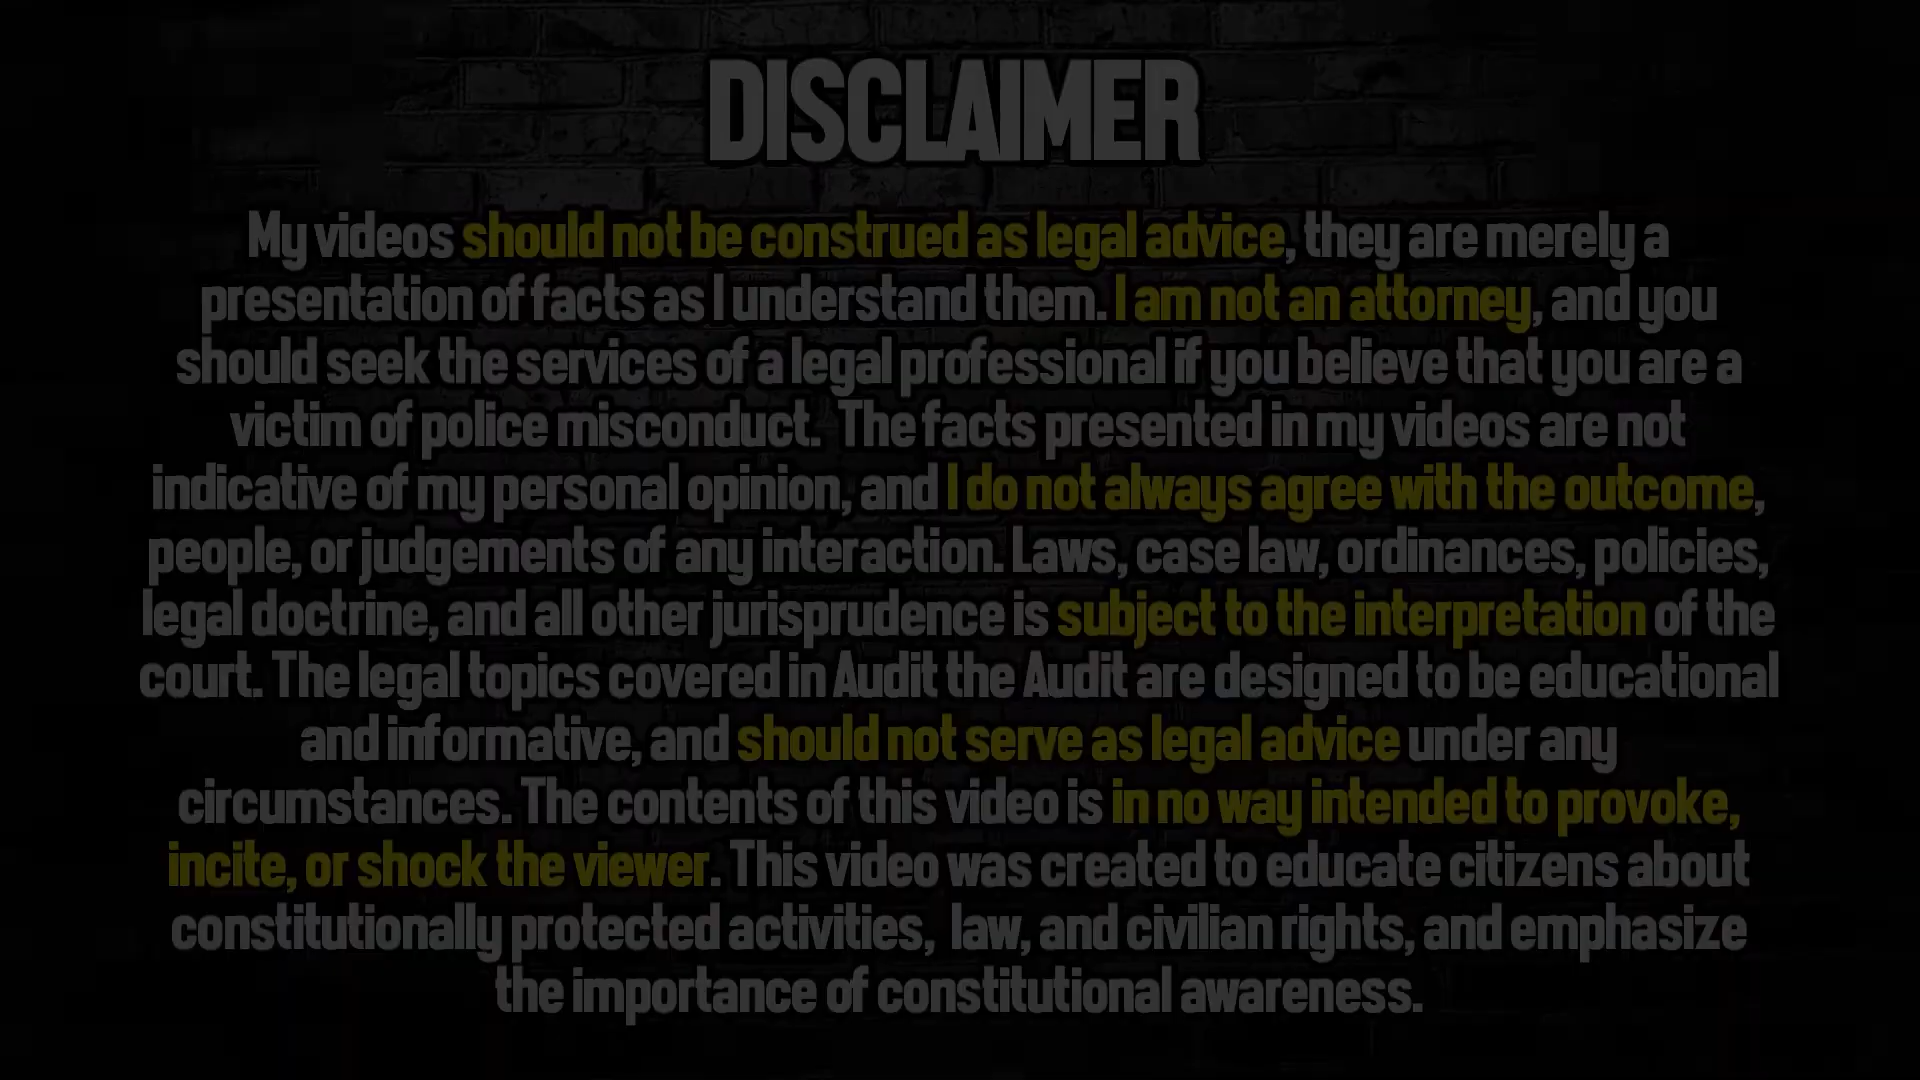 DISCLAIMER
My videos should not be construed as legal advice, they are merely a
presentation of facts as I understand them. I am not an attorney, and you
should seek the services of a legal professional if you believe that you are a
victim of police misconduct. The facts presented in my videos are not
indicative of my personal opinion, and I do not always agree with the outcome,
people, or judgements of any interaction. Laws, case law, ordinances, policies,
legal doctrine, and all other jurisprudence is subject to the interpretation of the
court. The legal topics covered in Audit the Audit are designed to be educational
and informative, and should not serve as legal advice under any
circumstances. The contents of this video is in no way intended to provoke,
incite, or shock the viewer. This video was created to educate citizens about
constitutionally protected activities, law, and civilian rights, and emphasize
the importance of constitutional awareness.